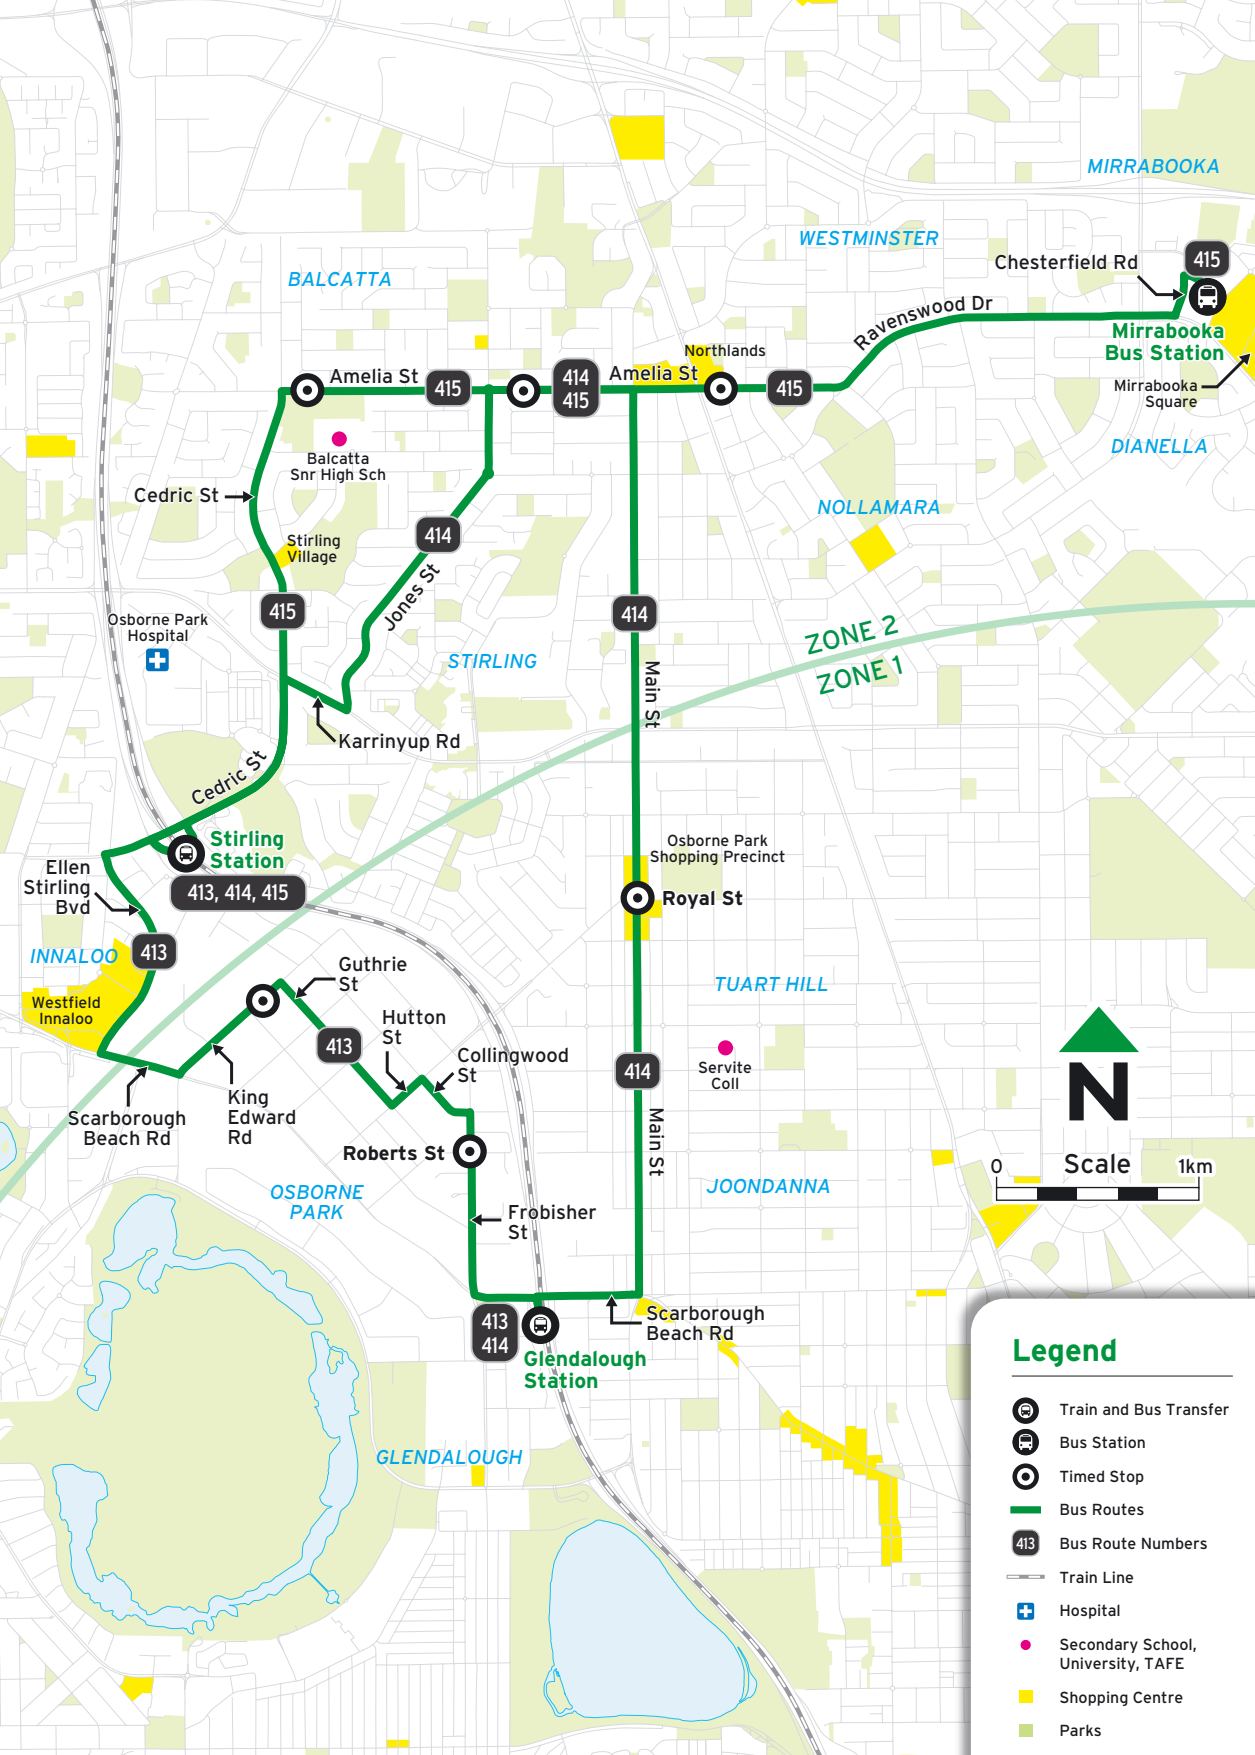 MIRRABOOKA
WESTMINSTER
415
Chesterfield Rd
BALCATTA
Ravenswood Dr
Mirrabooka
Bus Station
Northlands
Amelia St
415
414
415
Amelia St
415
Mirrabooka
Square
DIANELLA
Balcatta
Snr High Sch
Cedric St
NOLLAMARA
414
Stirling
Village
Jones St
415
414
Osborne Park
Hospital
ZONE 2
ZONE 1
STIRLING
Main St
Karrinyup Rd
Cedric St
Stirling
Station
413, 414, 415
Osborne Park
Shopping Precinct
Ellen
Stirling
Bvd
Royal St
INNALOO
413
Guthrie
St
TUART HILL
Westfield
Innaloo
Hutton
St
413
Collingwood
St
414
Servite
Coll
N
King
Edward
Rd
Scarborough
Beach Rd
Main St
Roberts St
0
Scale
1km
OSBORNE
PARK
JOONDANNA
Frobisher
St
413
414
Scarborough
Beach Rd
Glendalough
Station
GLENDALOUGH
Legend
Train and Bus Transfer
Bus Station
Timed Stop
Bus Routes
413
Bus Route Numbers
Train Line
Hospital
Secondary School,
University, TAFE
Shopping Centre
Parks